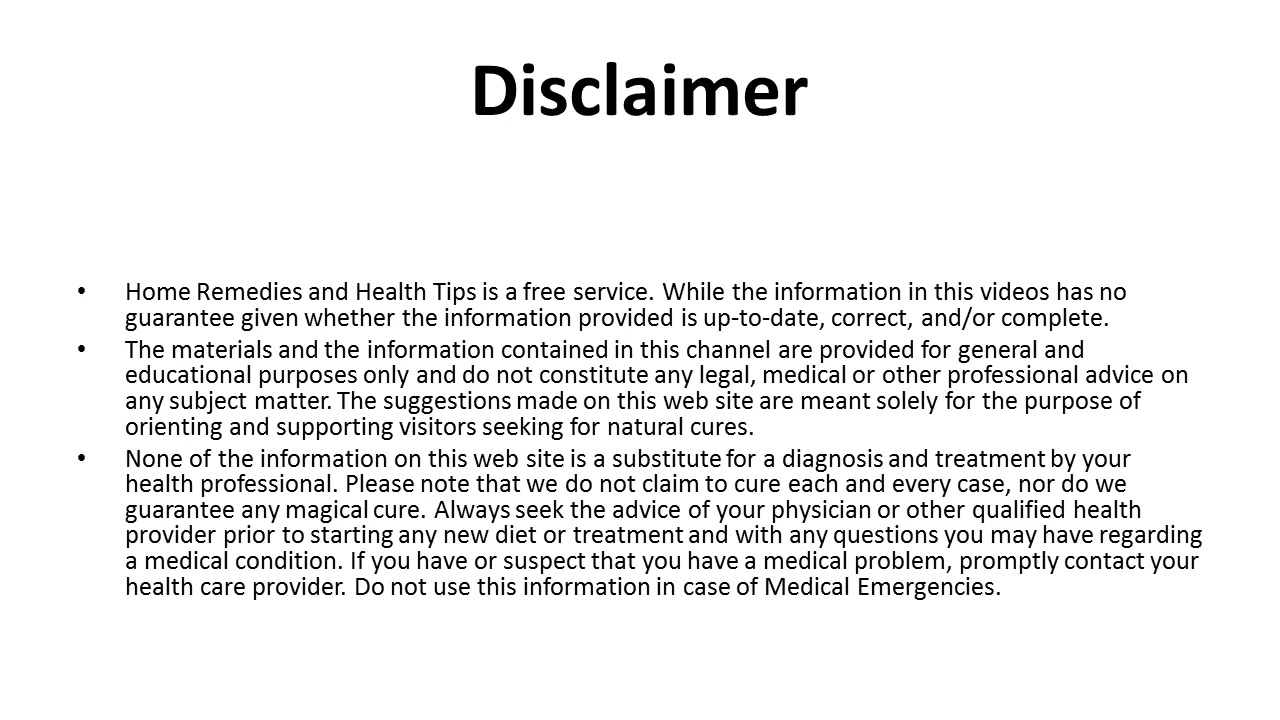 Disclaimer
• Home Remedies and Health Tips is a free service. While the information in this videos has no
guarantee given whether the information provided is up-to-date, correct, and/or complete.
• The materials and the information contained in this channel are provided for general and
educational purposes only and do not constitute any legal, medical or other professional advice on
any subject matter. The suggestions made on this web site are meant solely for the purpose of
orienting and supporting visitors seeking for natural cures.
• None of the information on this web site is a substitute for a diagnosis and treatment by your
health professional. Please note that we do not claim to cure each and every case, nor do we
guarantee any magical cure. Always seek the advice of your physician or other qualified health
provider prior to starting any new diet or treatment and with any questions you may have regarding
a medical condition. If you have or suspect that you have a medical problem, promptly contact your
health care provider. Do not use this information in case of Medical Emergencies.